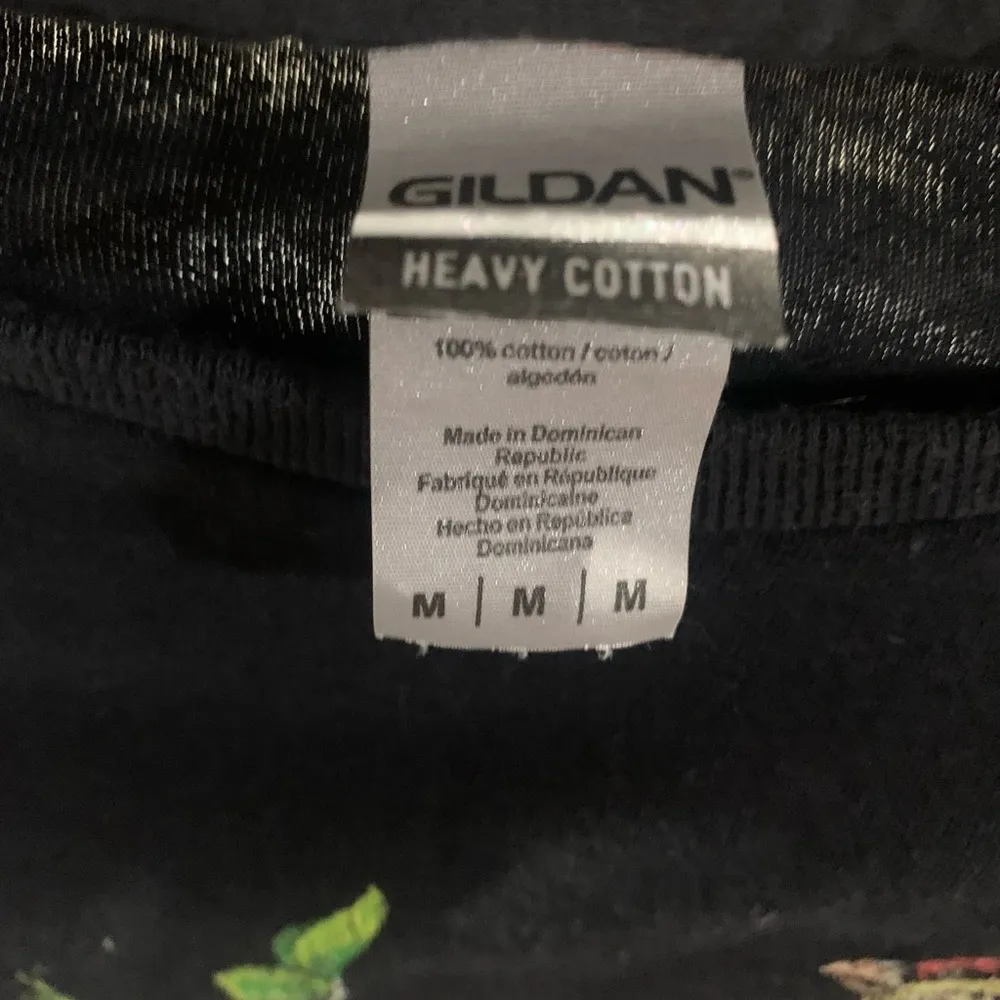 GILDAN®
HEAVY COTTON
100% cotton / coton /
algodón
Made in Dominican
Republic
Fabriqué en République
Dominicaine
Hecho en República
Dominicana
M | M | M